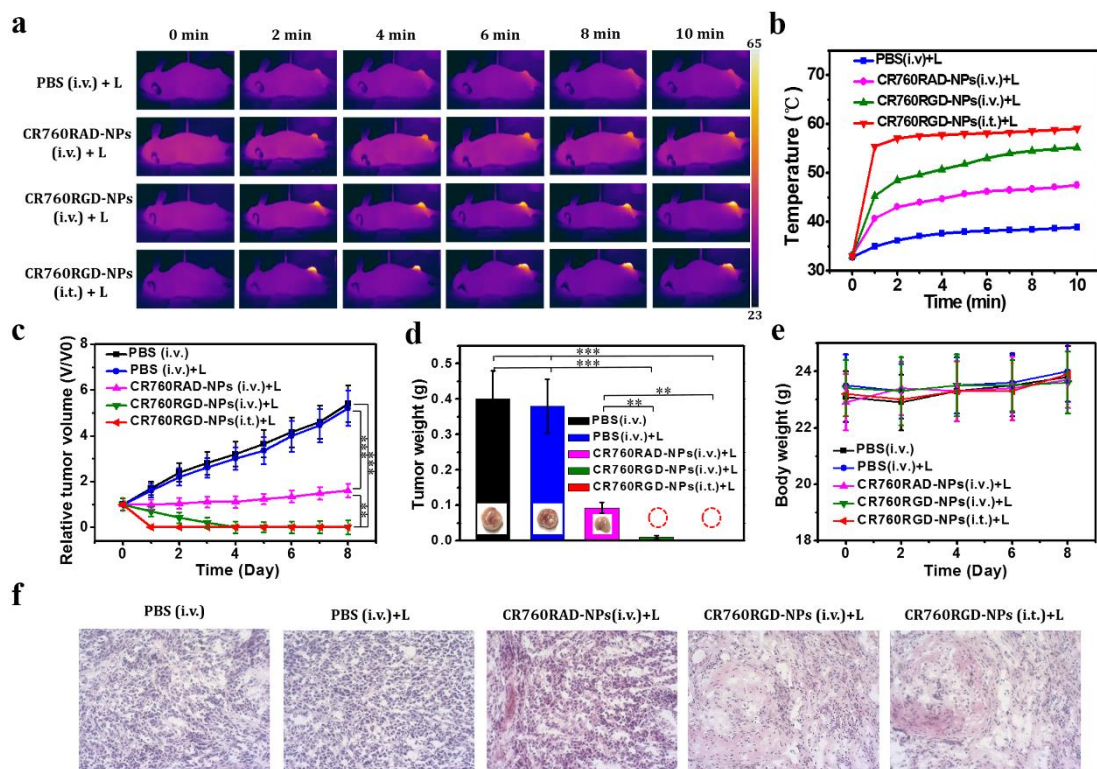 a
0 min 2 min 4 min 6 min 8 min 10 min
65
PBS (i.v.) + L
CR760RAD-NPs
(i.v.) + L
CR760RGD-NPs
(i.v.) + L
CR760RGD-NPs
(i.t.) + L
23
b
PBS(i.v)+L
CR760RAD-NPs(i.v.)+L
CR760RGD-NPs(i.v.)+L
CR760RGD-NPs(i.t.)+L
Temperature (°C)
70
60
50
40
30
0 2 4 6 8 10
Time (min)
c
PBS (i.v.)
PBS (i.v.)+L
CR760RAD-NPs (i.v.)+L
CR760RGD-NPs(i.v.)+L
CR760RGD-NPs(i.t.)+L
Relative tumor volume (V/V0)
8
6
4
2
0
***
***
**
**
0 1 2 3 4 5 6 7 8
Time (Day)
d
***
***
**
**
PBS(i.v.)
PBS(i.v.)+L
CR760RAD-NPs(i.v.)+L
CR760RGD-NPs(i.v.)+L
CR760RGD-NPs(i.t.)+L
Tumor weight (g)
0.5
0.4
0.3
0.2
0.1
0.0
e
Body weight (g)
24
22
20
18
PBS(i.v.)
PBS(i.v.)+L
CR760RAD-NPs(i.v.)+L
CR760RGD-NPs(i.v.)+L
CR760RGD-NPs(i.t.)+L
0 2 4 6 8
Time (Day)
f
PBS (i.v.) PBS (i.v.)+L CR760RAD-NPs(i.v.)+L CR760RGD-NPs (i.v.)+L CR760RGD-NPs (i.t.)+L